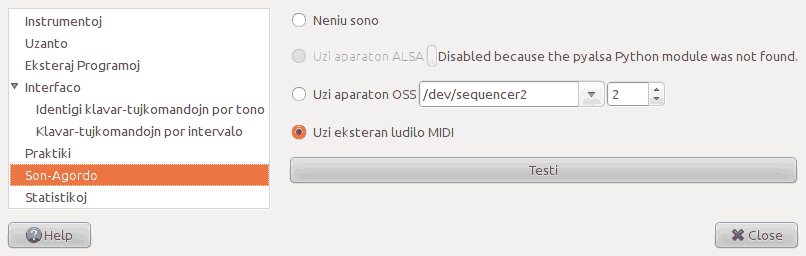 Instrumentoj
Uzanto
Eksteraj Programoj
Interfaco
Identigi klavar-tujkomandojn por tono
Klavar-tujkomandojn por intervalo
Praktiki
Son-Agordo
Statistikoj
Neniu sono
Uzi aparaton ALSA Disabled because the pyalsa Python module was not found.
Uzi aparaton OSS /dev/sequencer2 2
Uzi eksteran ludilo MIDI
Testi
Help
Close